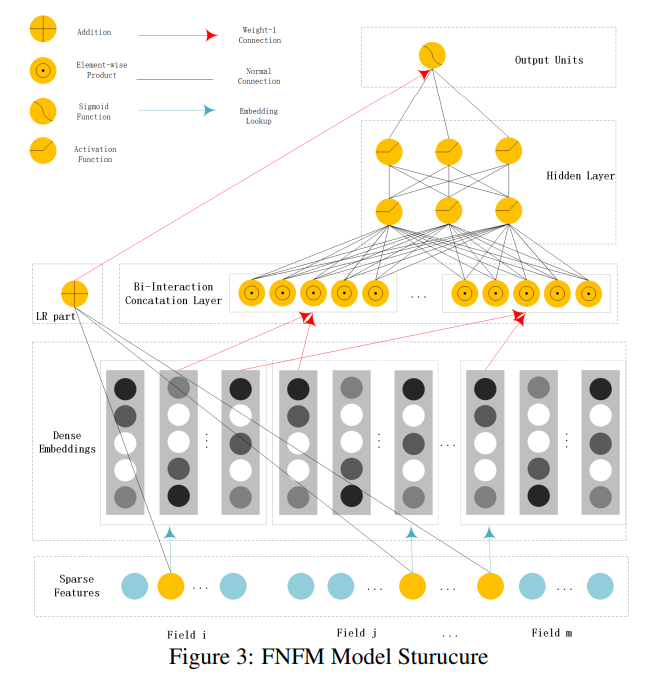 Addition
Weight-1
Connection
Element-wise
Product
Normal
Connection
Sigmoid
Function
Embedding
Lookup
Activation
Function
Output Units
Hidden Layer
Bi-Interaction
Concatation Layer
...
LR part
Dense
Embeddings
...
...
...
...
Sparse
Features
...
...
...
...
Field i
Field j
...
Field m
Figure 3: FNFM Model Sturucure